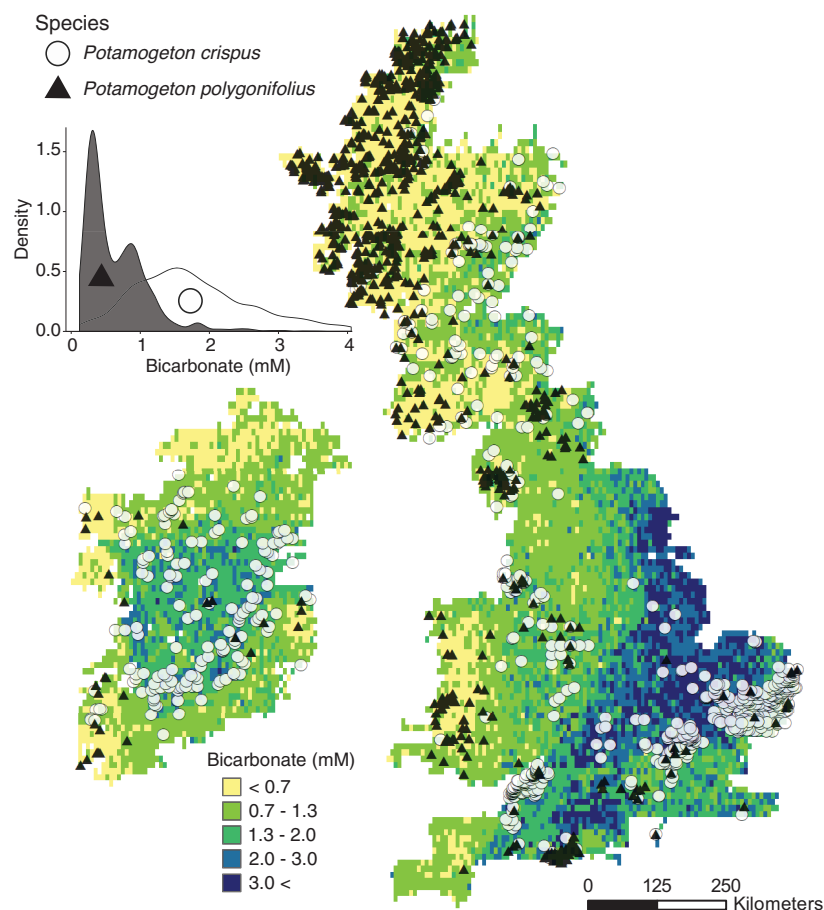 Species
Potamogeton crispus
Potamogeton polygonifolius
1.5
1.0
0.5
0.0
Density
0 1 2 3 4
Bicarbonate (mM)
Bicarbonate (mM)
< 0.7
0.7 - 1.3
1.3 - 2.0
2.0 - 3.0
3.0 <
0 125 250
Kilometers